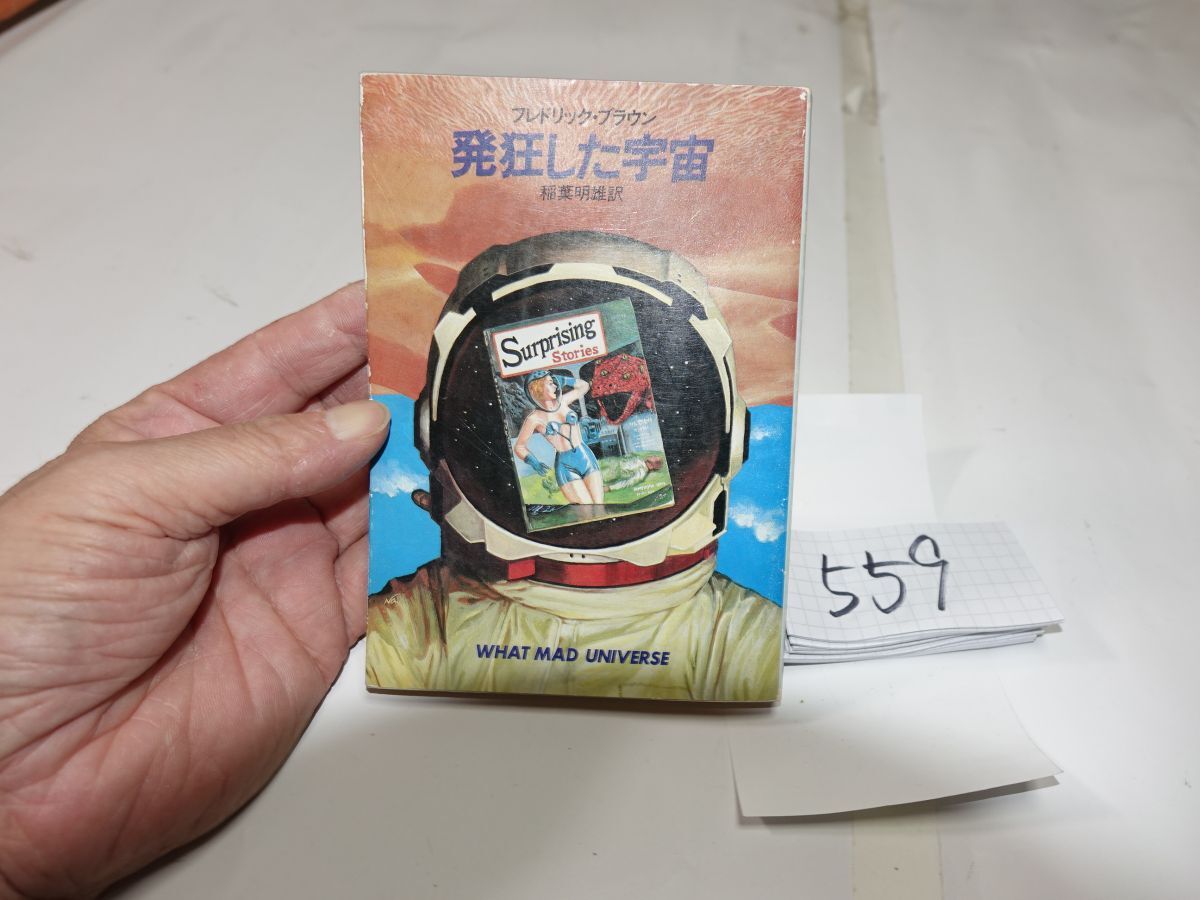 フレドリック・ブラウン
発狂した宇宙
稲葉明雄訳
Surprising
Stories
WHAT MAD UNIVERSE
559